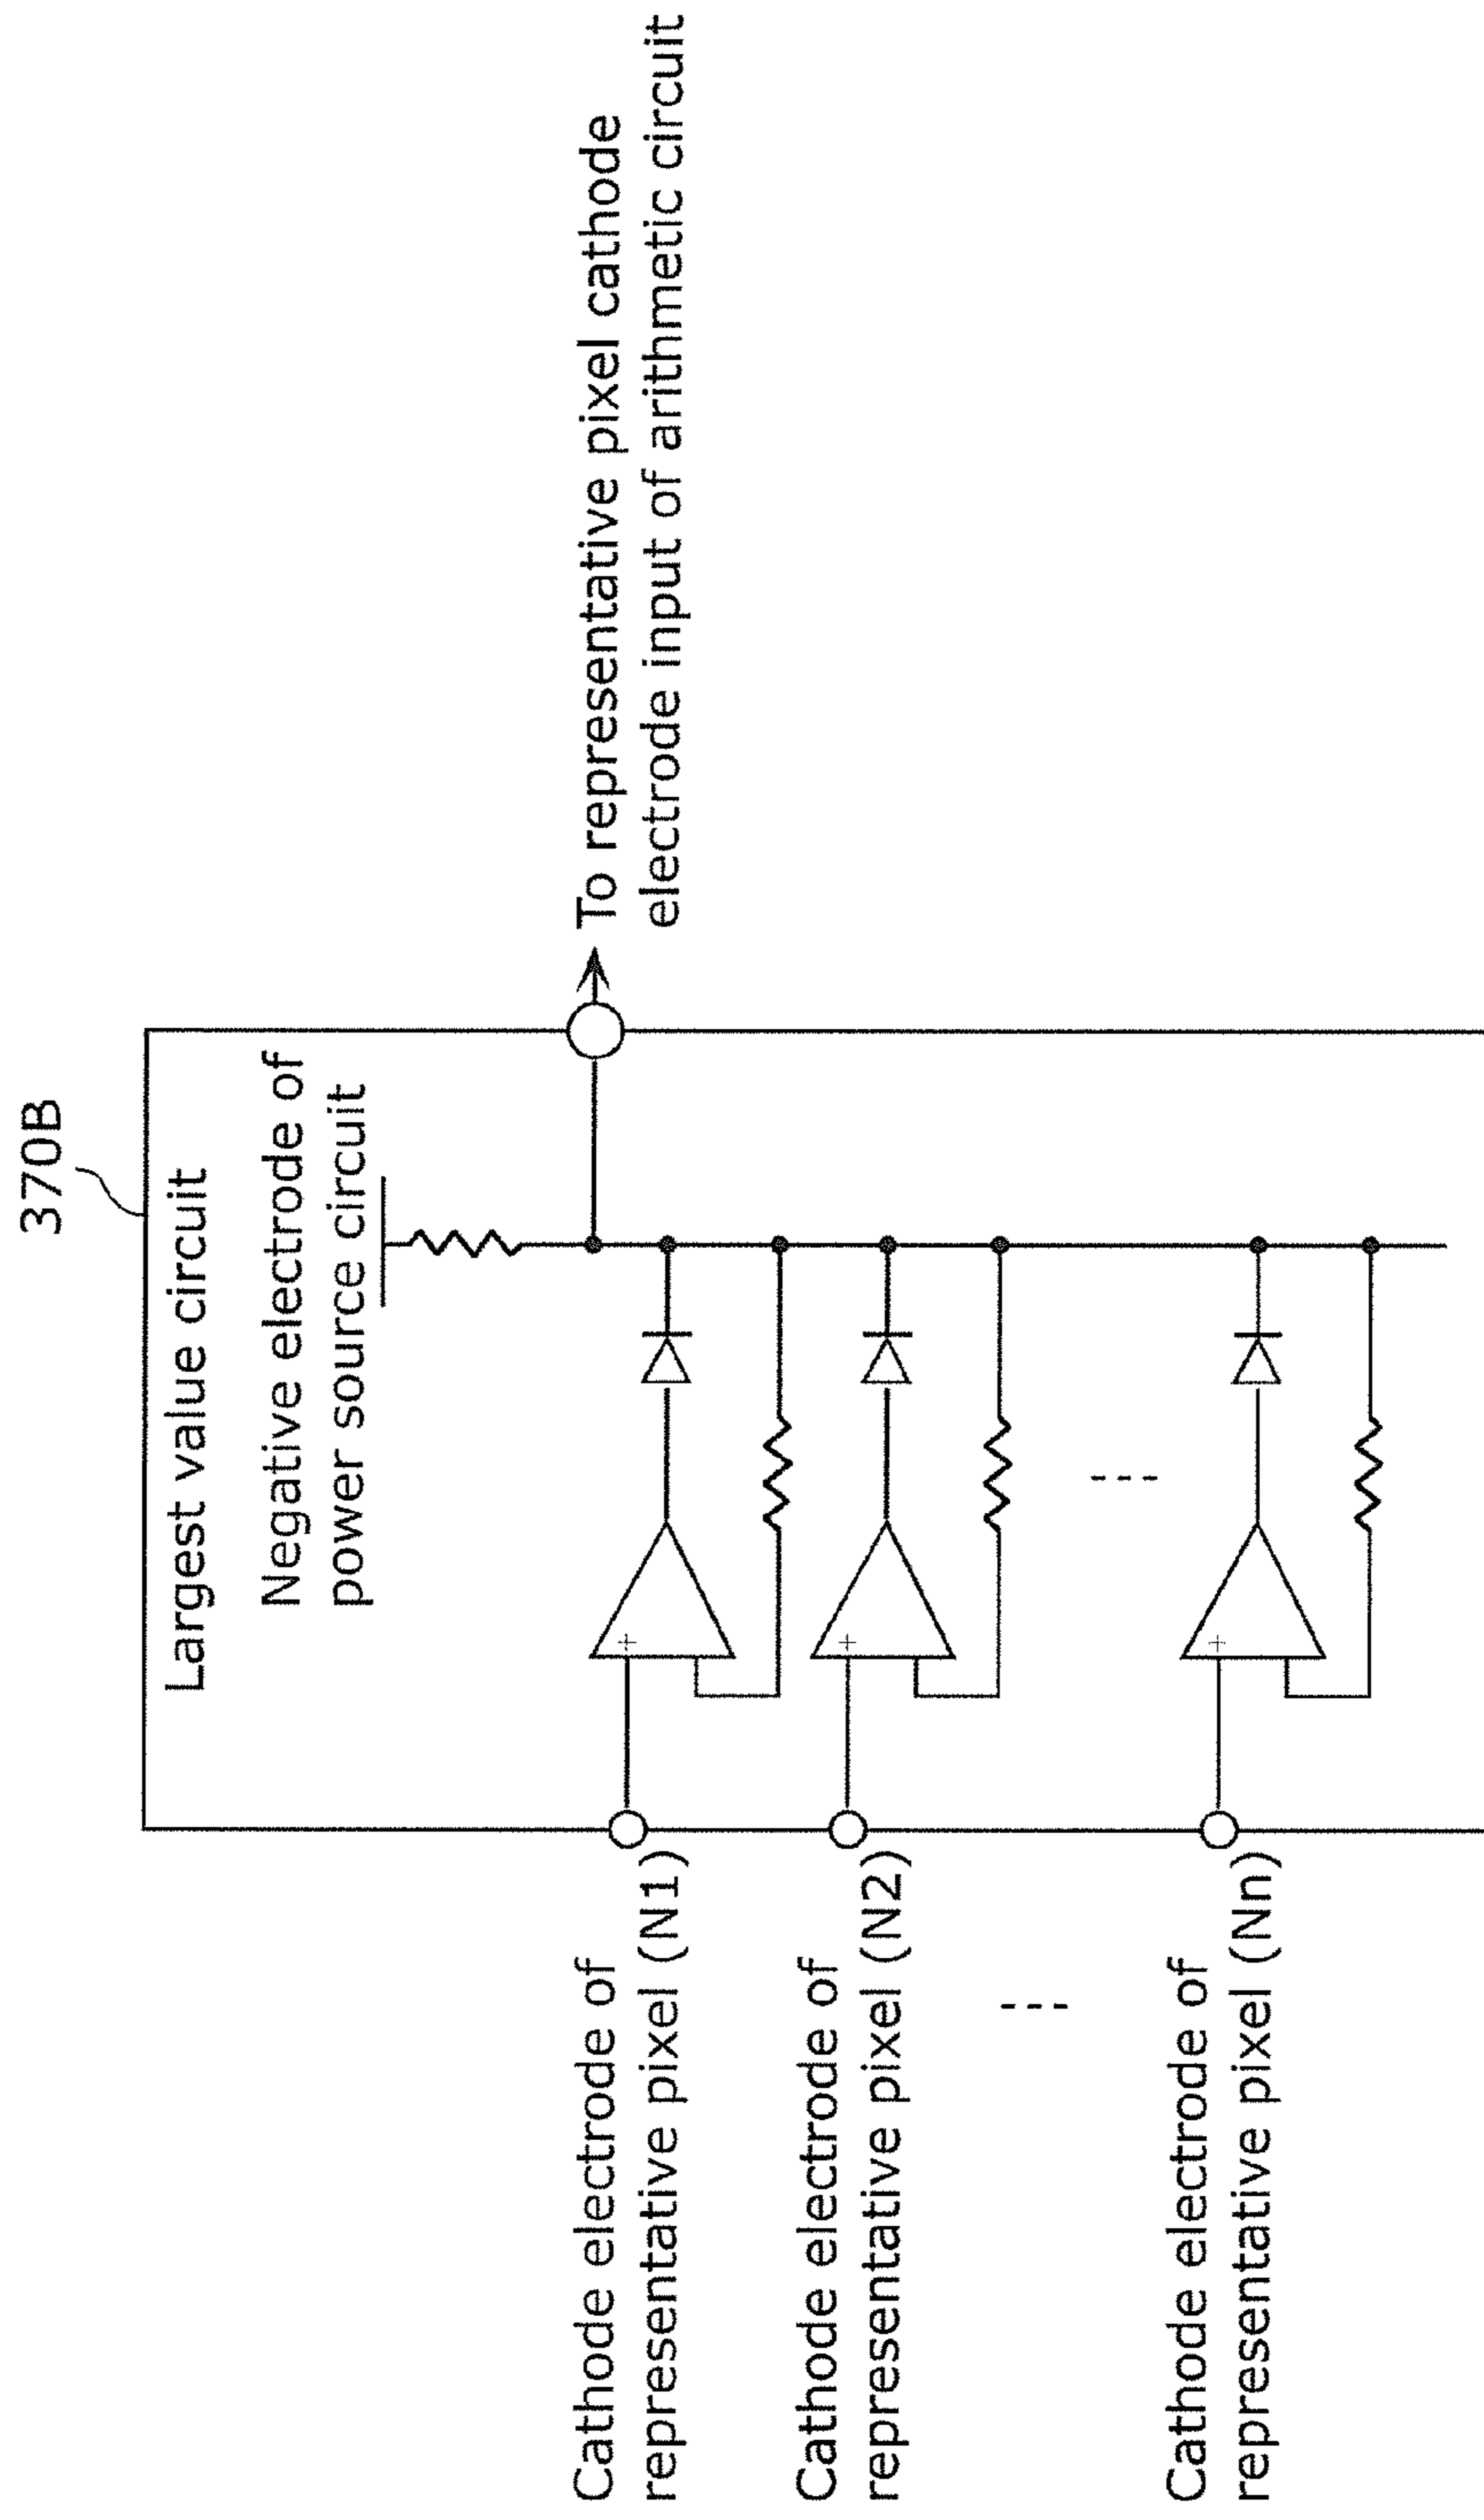 370B
Largest value circuit
Negative electrode of
power source circuit
To representative pixel cathode
electrode input of arithmetic circuit
Cathode electrode of
representative pixel (N1)
+
Cathode electrode of
representative pixel (N2)
+
Cathode electrode of
representative pixel (Nn)
+